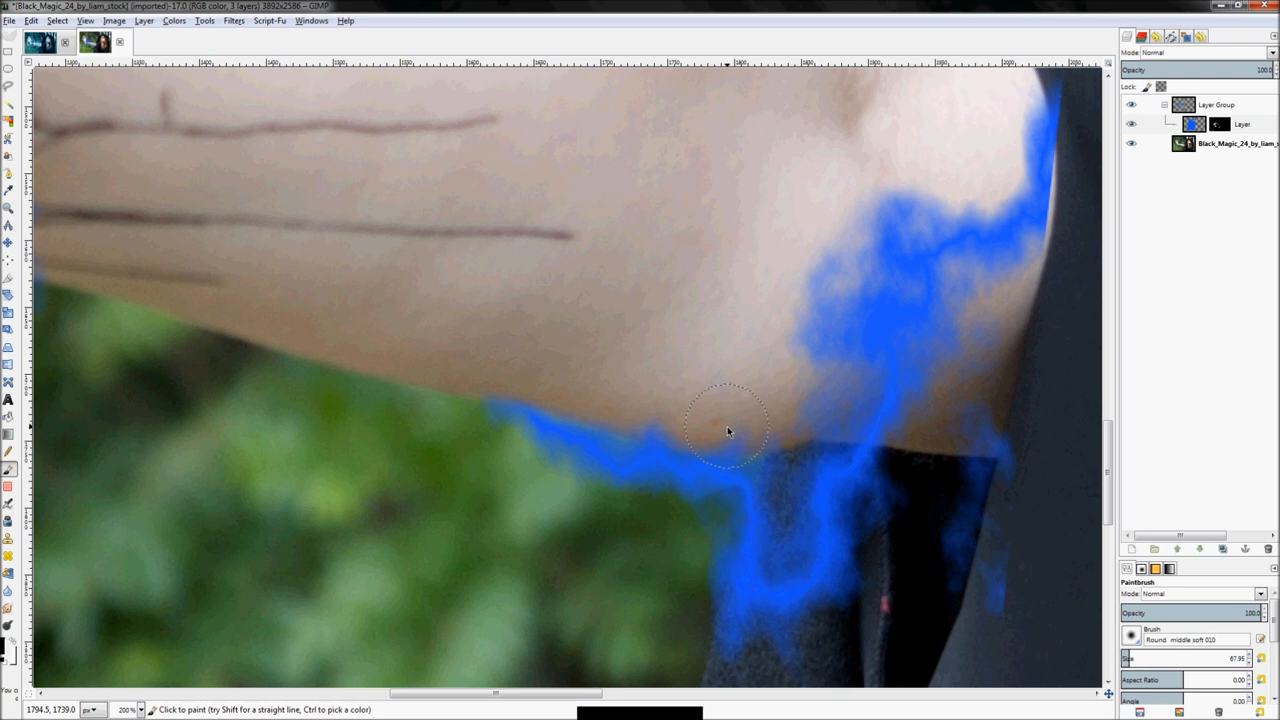 *[Black_Magic_24_by_liam_stock] (imported)-17.0 (RGB color, 3 layers) 3892x2586 – GIMP
File Edit Select View Image Layer Colors Tools Filters Script-Fu Windows Help
Mode: Normal
Opacity 100.0
Lock:
Layer Group
Layer
Black_Magic_24_by_liam_s
Paintbrush
Mode: Normal
Opacity 100.0
Brush
Round middle soft 010
Size 67.95
Aspect Ratio 0.00
Angle 0.00
You c
1794.5, 1739.0 px 200% Click to paint (try Shift for a straight line, Ctrl to pick a color)